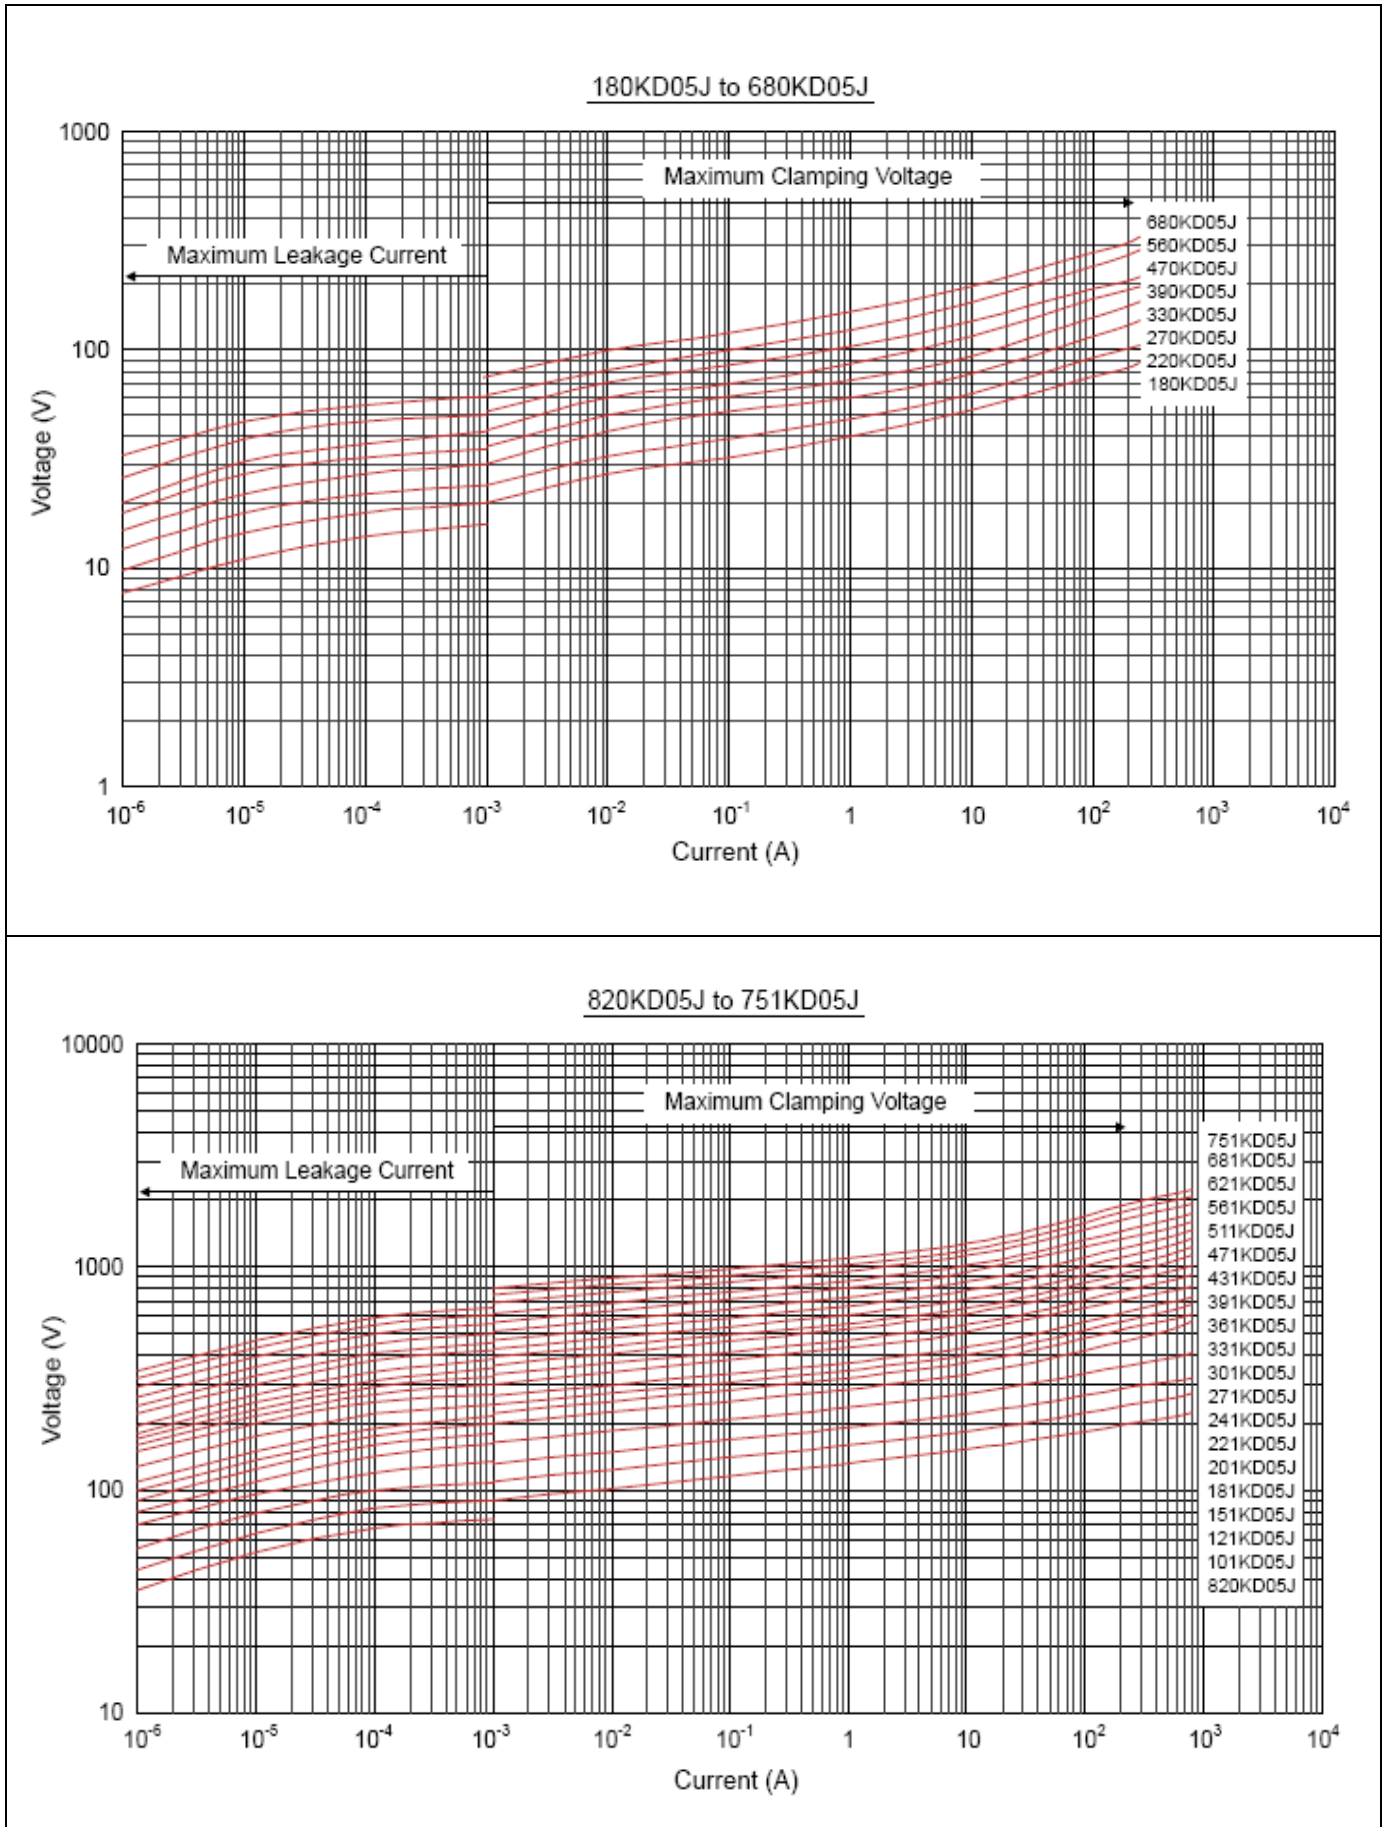 180KD05J to 680KD05J
1000
Maximum Clamping Voltage
680KD05J
Maximum Leakage Current
560KD05J
470KD05J
390KD05J
330KD05J
270KD05J
220KD05J
180KD05J
100
10
1
Voltage (V)
10⁻⁶ 10⁻⁵ 10⁻⁴ 10⁻³ 10⁻² 10⁻¹ 1 10 10² 10³ 10⁴
Current (A)
820KD05J to 751KD05J
10000
Maximum Clamping Voltage
Maximum Leakage Current
751KD05J
681KD05J
621KD05J
561KD05J
511KD05J
471KD05J
431KD05J
391KD05J
361KD05J
331KD05J
301KD05J
271KD05J
241KD05J
221KD05J
201KD05J
181KD05J
151KD05J
121KD05J
101KD05J
820KD05J
1000
100
10
Voltage (V)
10⁻⁶ 10⁻⁵ 10⁻⁴ 10⁻³ 10⁻² 10⁻¹ 1 10 10² 10³ 10⁴
Current (A)